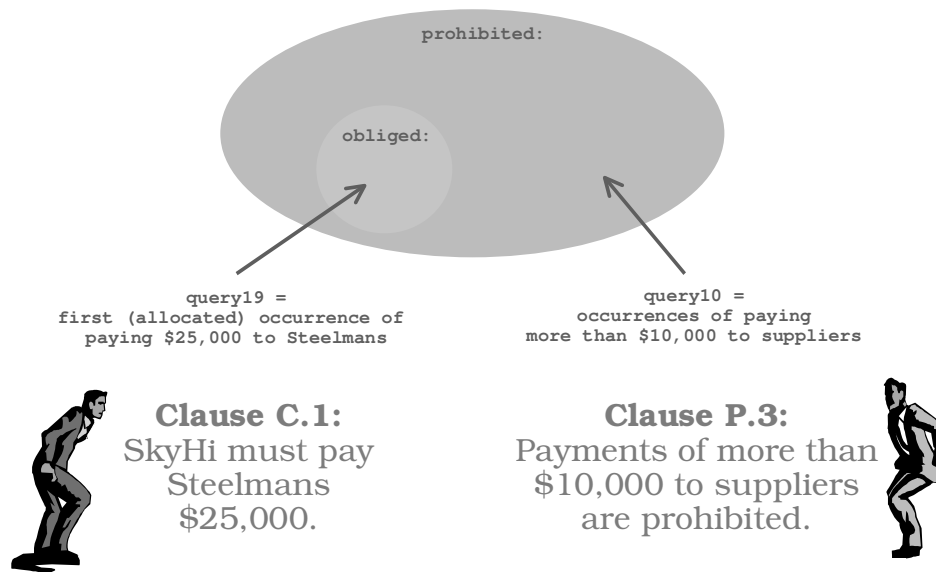 prohibited:
obliged:
query19 =
first (allocated) occurrence of
paying $25,000 to Steelmans
query10 =
occurrences of paying
more than $10,000 to suppliers
Clause C.1:
SkyHi must pay
Steelmans
$25,000.
Clause P.3:
Payments of more than
$10,000 to suppliers
are prohibited.